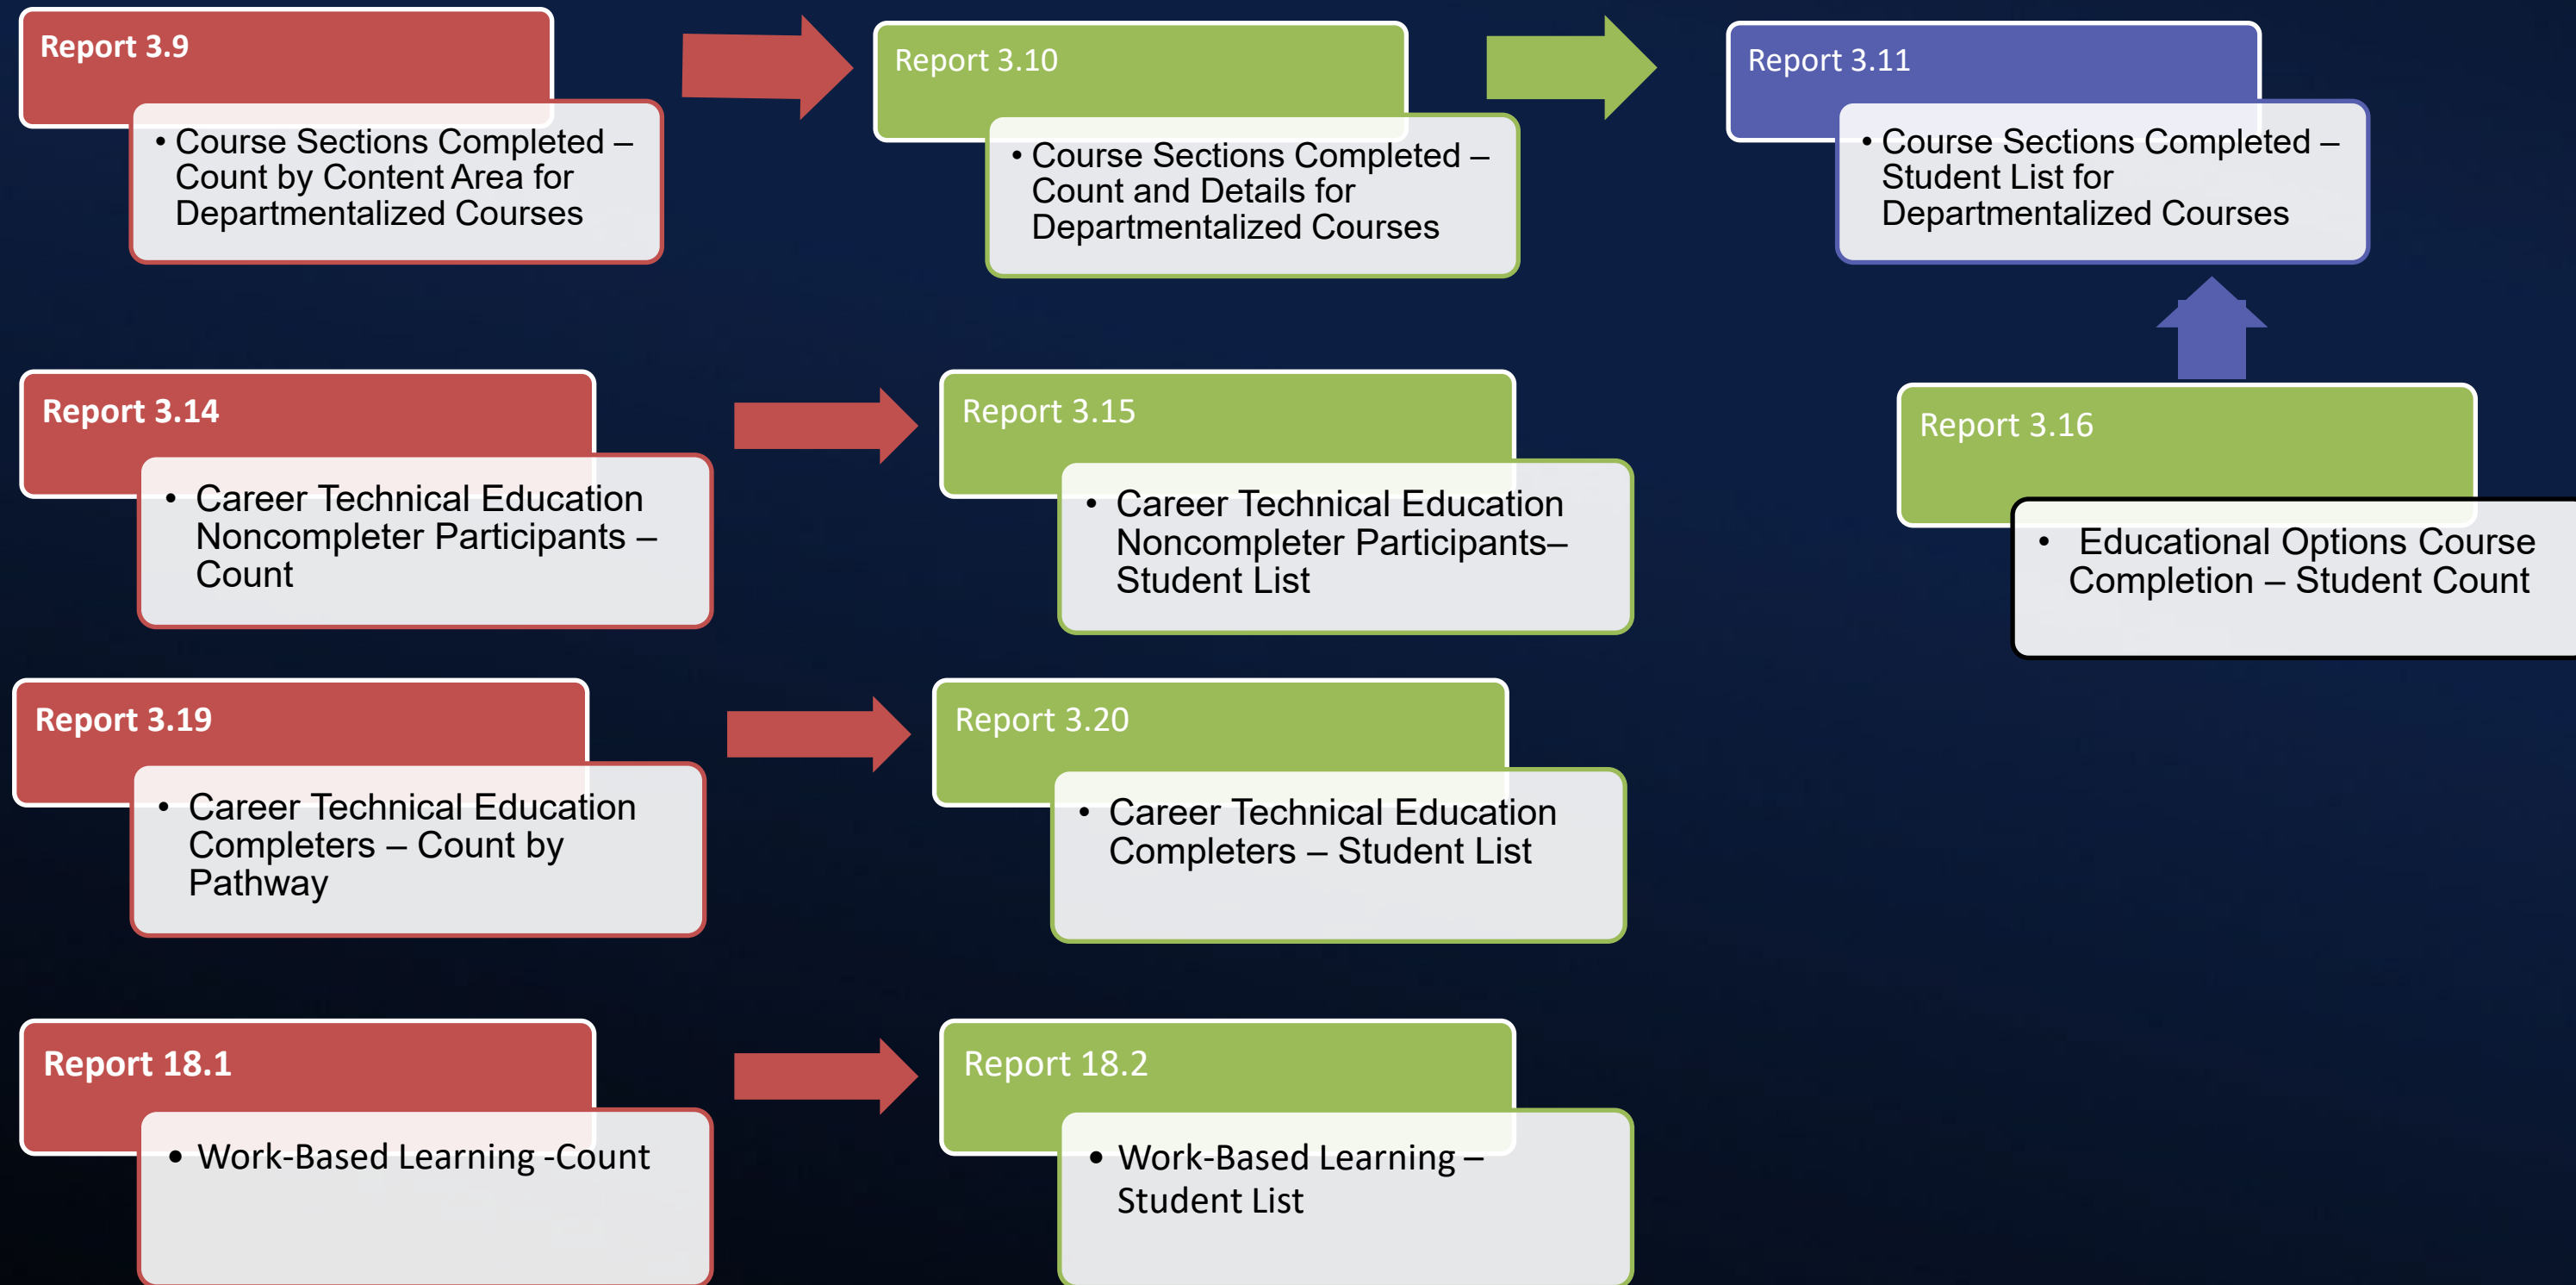 Report 3.9
• Course Sections Completed –
Count by Content Area for
Departmentalized Courses
Report 3.10
• Course Sections Completed –
Count and Details for
Departmentalized Courses
Report 3.11
• Course Sections Completed –
Student List for
Departmentalized Courses
Report 3.14
• Career Technical Education
Noncompleter Participants –
Count
Report 3.15
• Career Technical Education
Noncompleter Participants–
Student List
Report 3.16
• Educational Options Course
Completion – Student Count
Report 3.19
• Career Technical Education
Completers – Count by
Pathway
Report 3.20
• Career Technical Education
Completers – Student List
Report 18.1
• Work-Based Learning -Count
Report 18.2
• Work-Based Learning –
Student List